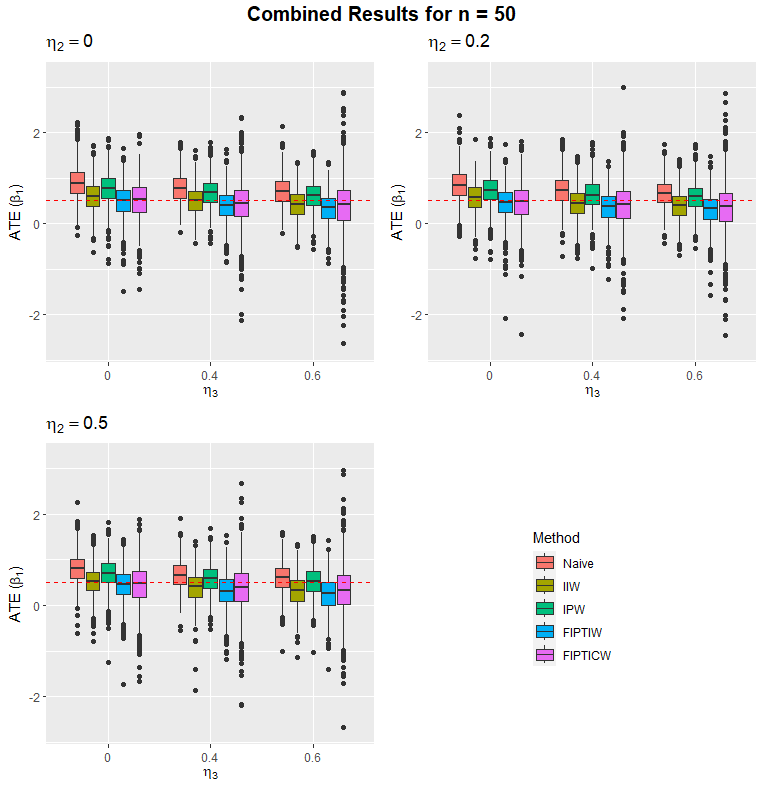 Combined Results for n = 50
η₂ = 0
η₂ = 0.2
ATE (β₁)
2
0
-2
0
0.4
0.6
η₃
ATE (β₁)
2
0
-2
0
0.4
0.6
η₃
η₂ = 0.5
ATE (β₁)
2
0
-2
0
0.4
0.6
η₃
Method
Naive
IIW
IPW
FIPTIW
FIPTICW